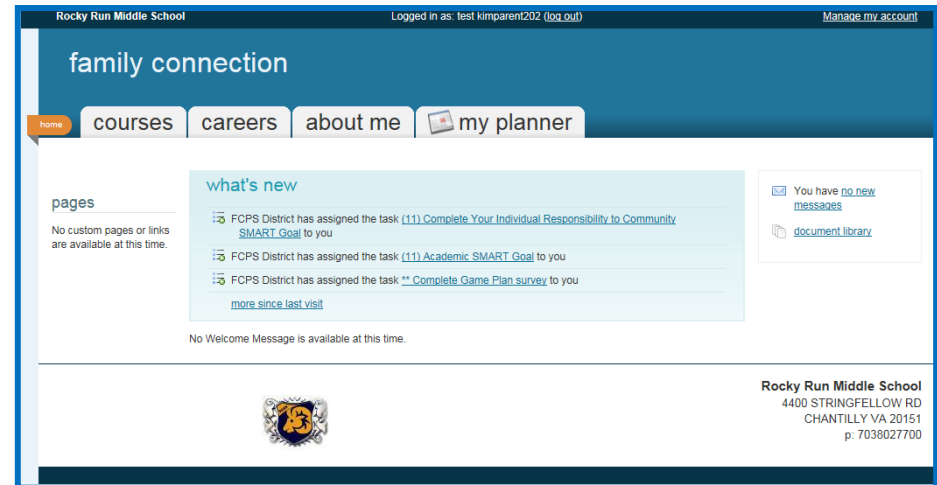 Rocky Run Middle School Logged in as: test kimparent202 (log out) Manage my account
family connection
home courses careers about me my planner
pages
No custom pages or links
are available at this time.
what's new
FCPS District has assigned the task (11) Complete Your Individual Responsibility to Community
SMART Goal to you
FCPS District has assigned the task (11) Academic SMART Goal to you
FCPS District has assigned the task ** Complete Game Plan survey to you
more since last visit
No Welcome Message is available at this time.
You have no new
messages
document library
Rocky Run Middle School
4400 STRINGFELLOW RD
CHANTILLY VA 20151
p: 7038027700